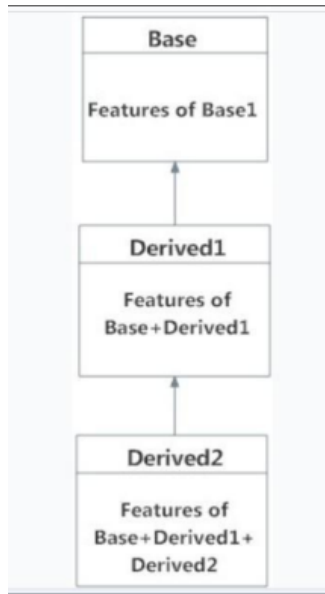 Base
Features of Base1
Derived1
Features of
Base+Derived1
Derived2
Features of
Base+Derived1+
Derived2